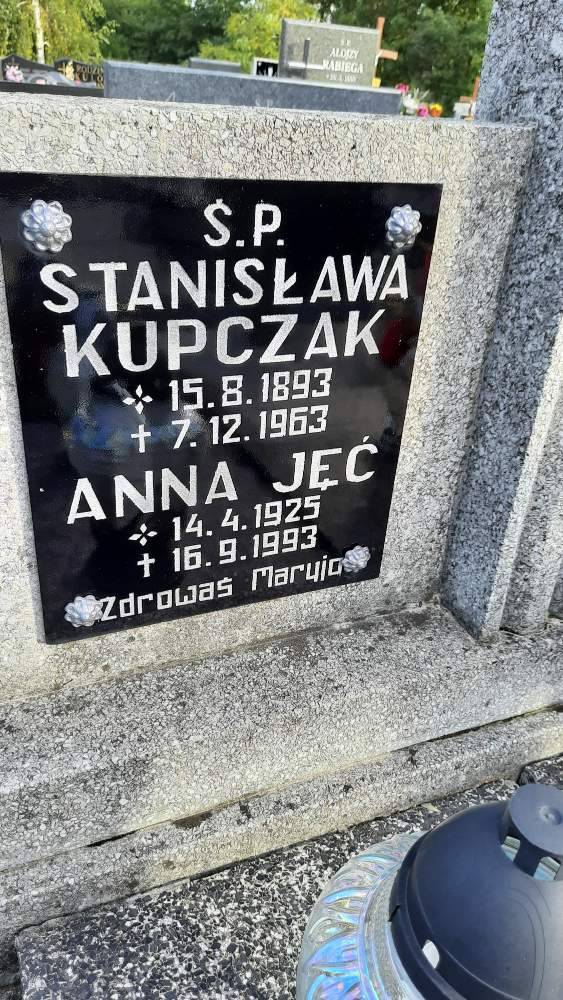 Ś.P.
ALOJZY
RABIEGA
Ś.P.
STANISŁAWA
KUPCZAK
15.8.1893
7.12.1963
ANNA JĘĆ
14.4.1925
16.9.1993
Zdrowaś Maryjo